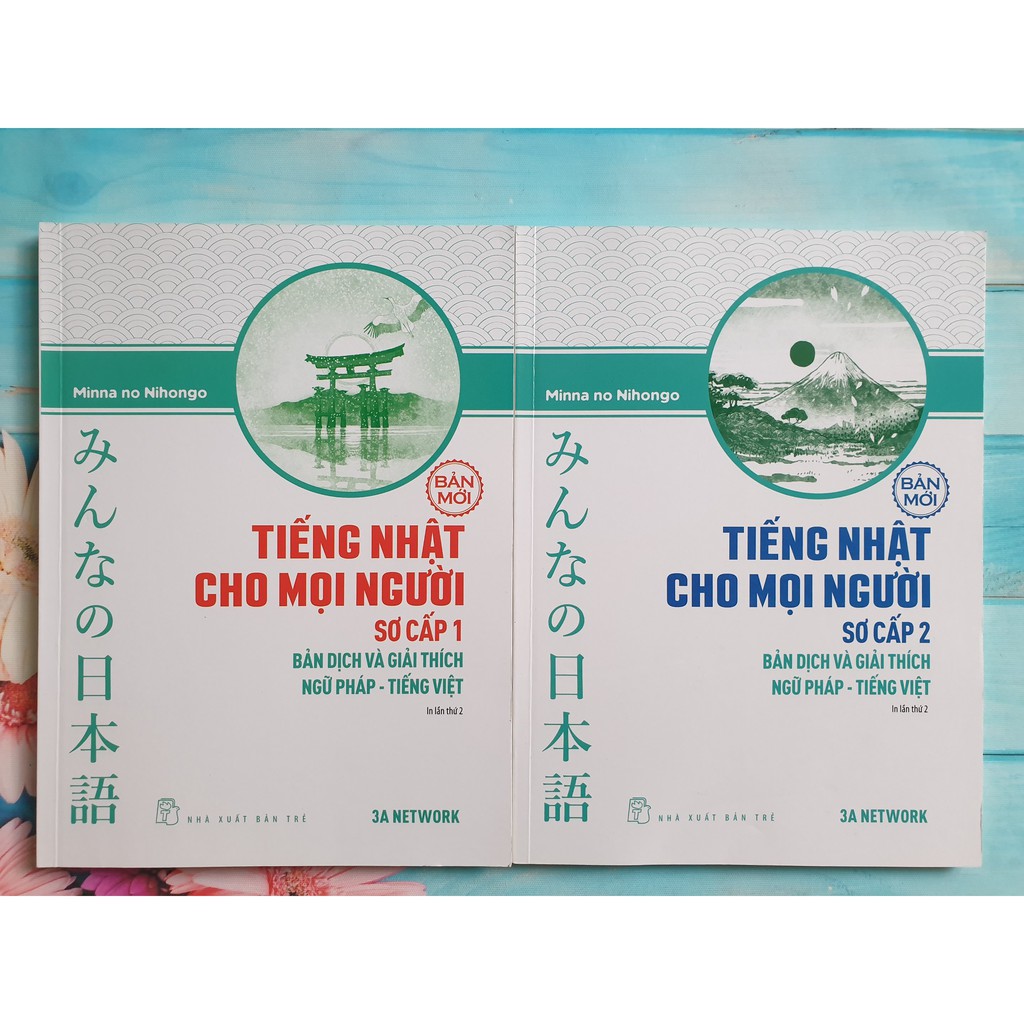 Minna no Nihongo
みんなの日本語
BẢN
MỚI
TIẾNG NHẬT
CHO MỌI NGƯỜI
SƠ CẤP 1
BẢN DỊCH VÀ GIẢI THÍCH
NGỮ PHÁP - TIẾNG VIỆT
In lần thứ 2
NHÀ XUẤT BẢN TRẺ
3A NETWORK
Minna no Nihongo
みんなの日本語
BẢN
MỚI
TIẾNG NHẬT
CHO MỌI NGƯỜI
SƠ CẤP 2
BẢN DỊCH VÀ GIẢI THÍCH
NGỮ PHÁP - TIẾNG VIỆT
In lần thứ 2
NHÀ XUẤT BẢN TRẺ
3A NETWORK